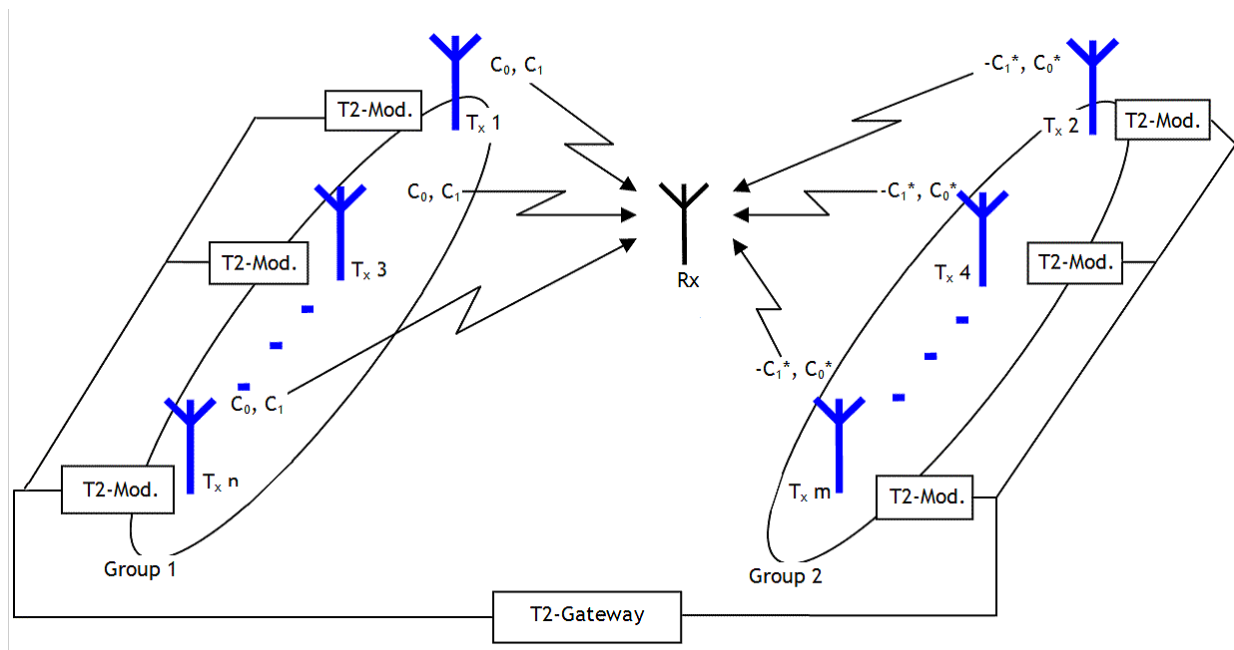 C₀, C₁
-C₁*, C₀*
T2-Mod.
Tₓ 1
Tₓ 2
T2-Mod.
C₀, C₁
-C₁*, C₀*
T2-Mod.
Tₓ 3
Rx
Tₓ 4
T2-Mod.
-C₁*, C₀*
C₀, C₁
T2-Mod.
Tₓ n
Tₓ m
T2-Mod.
Group 1
Group 2
T2-Gateway